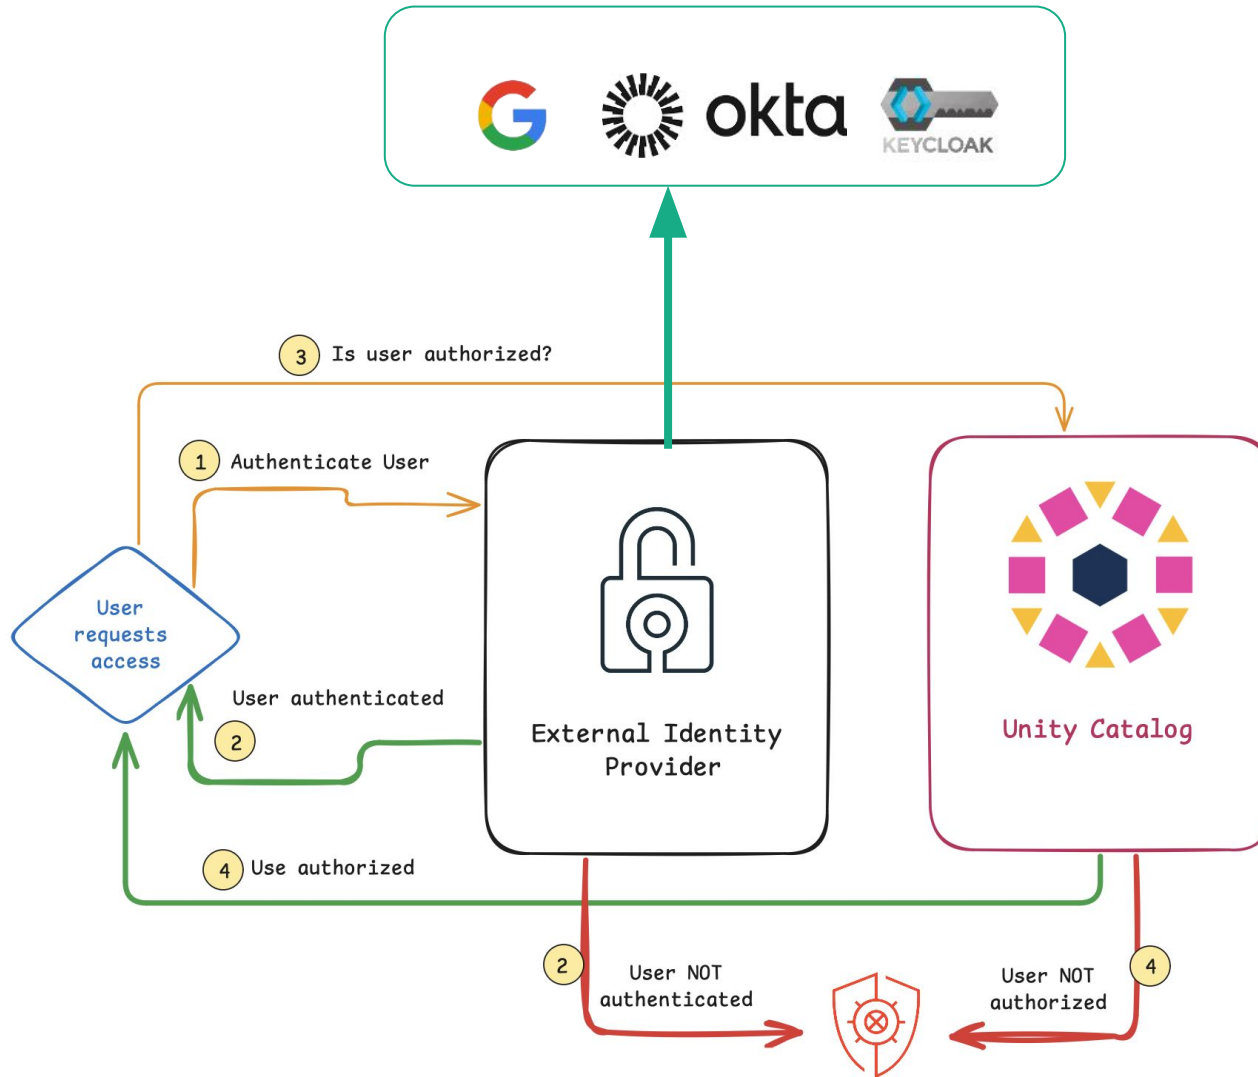 okta
KEYCLOAK
3
Is user authorized?
1
Authenticate User
User
requests
access
User authenticated
2
External Identity
Provider
Unity Catalog
4
Use authorized
2
User NOT
authenticated
User NOT
authorized
4